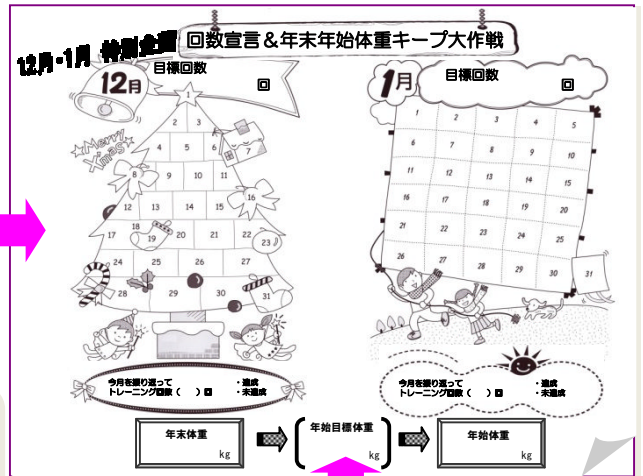 12月・1月 特別企画
回数宣言＆年末年始体重キープ大作戦
12月
目標回数
回
Merry X'mas
1
2 3
4 5 6 7
8 9 10 11
12 13 14 15 16
17 18 19 20 21 22 23
24 25 26 27
28 29 30 31
今月を振り返って ・達成
トレーニング回数（　　）回 ・未達成
1月
目標回数
回
1 2 3 4 5
6 7 8 9 10
11 12 13 14 15
16 17 18 19 20
21 22 23 24 25
26 27 28 29 30 31
今月を振り返って ・達成
トレーニング回数（　　）回 ・未達成
年末体重
kg
年始目標体重
kg
年始体重
kg